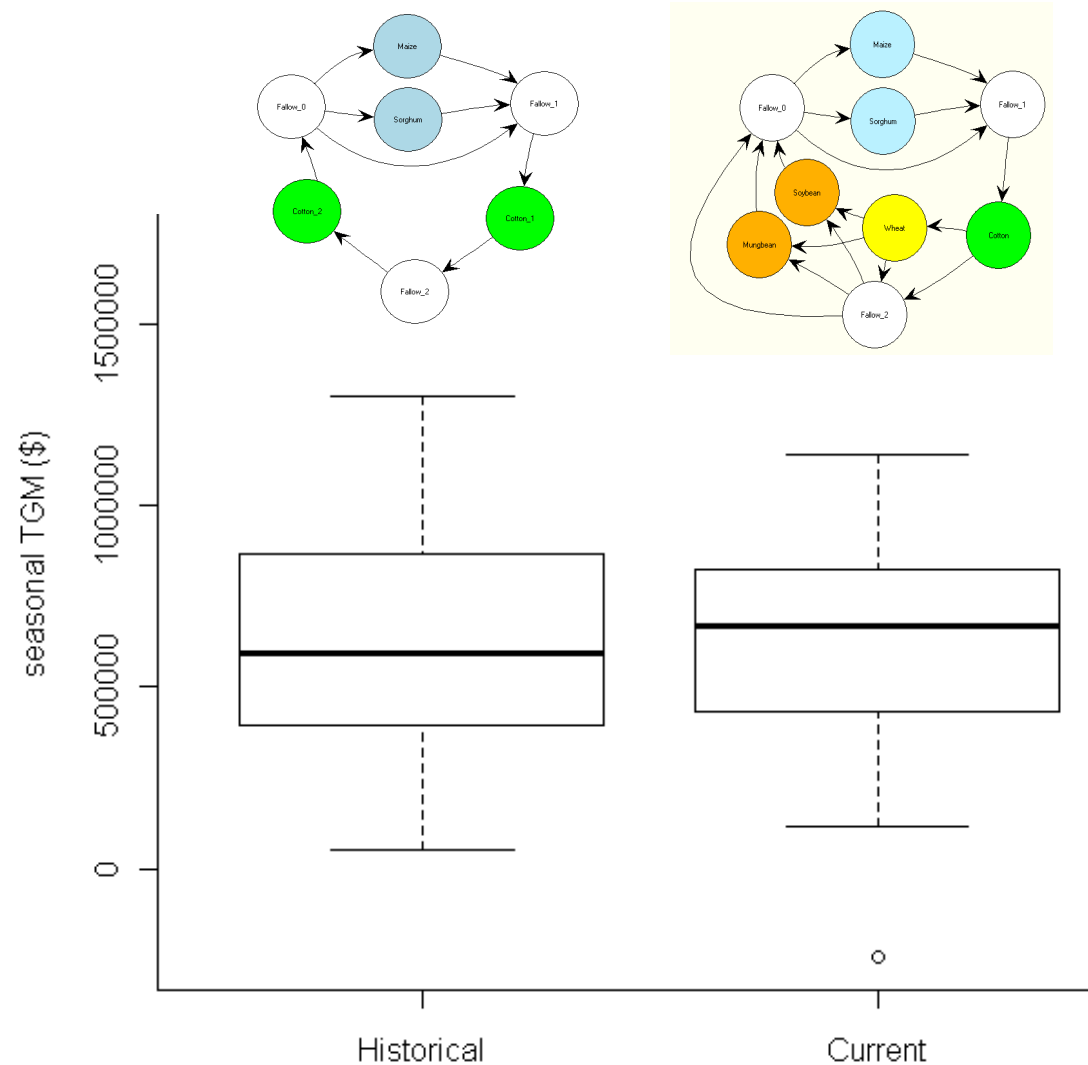 Maize
Fallow_0
Fallow_1
Sorghum
Cotton_2
Cotton_1
Fallow_2
Maize
Fallow_0
Fallow_1
Sorghum
Soybean
Wheat
Cotton
Mungbean
Fallow_2
seasonal TGM ($)
1500000
1000000
500000
0
Historical
Current